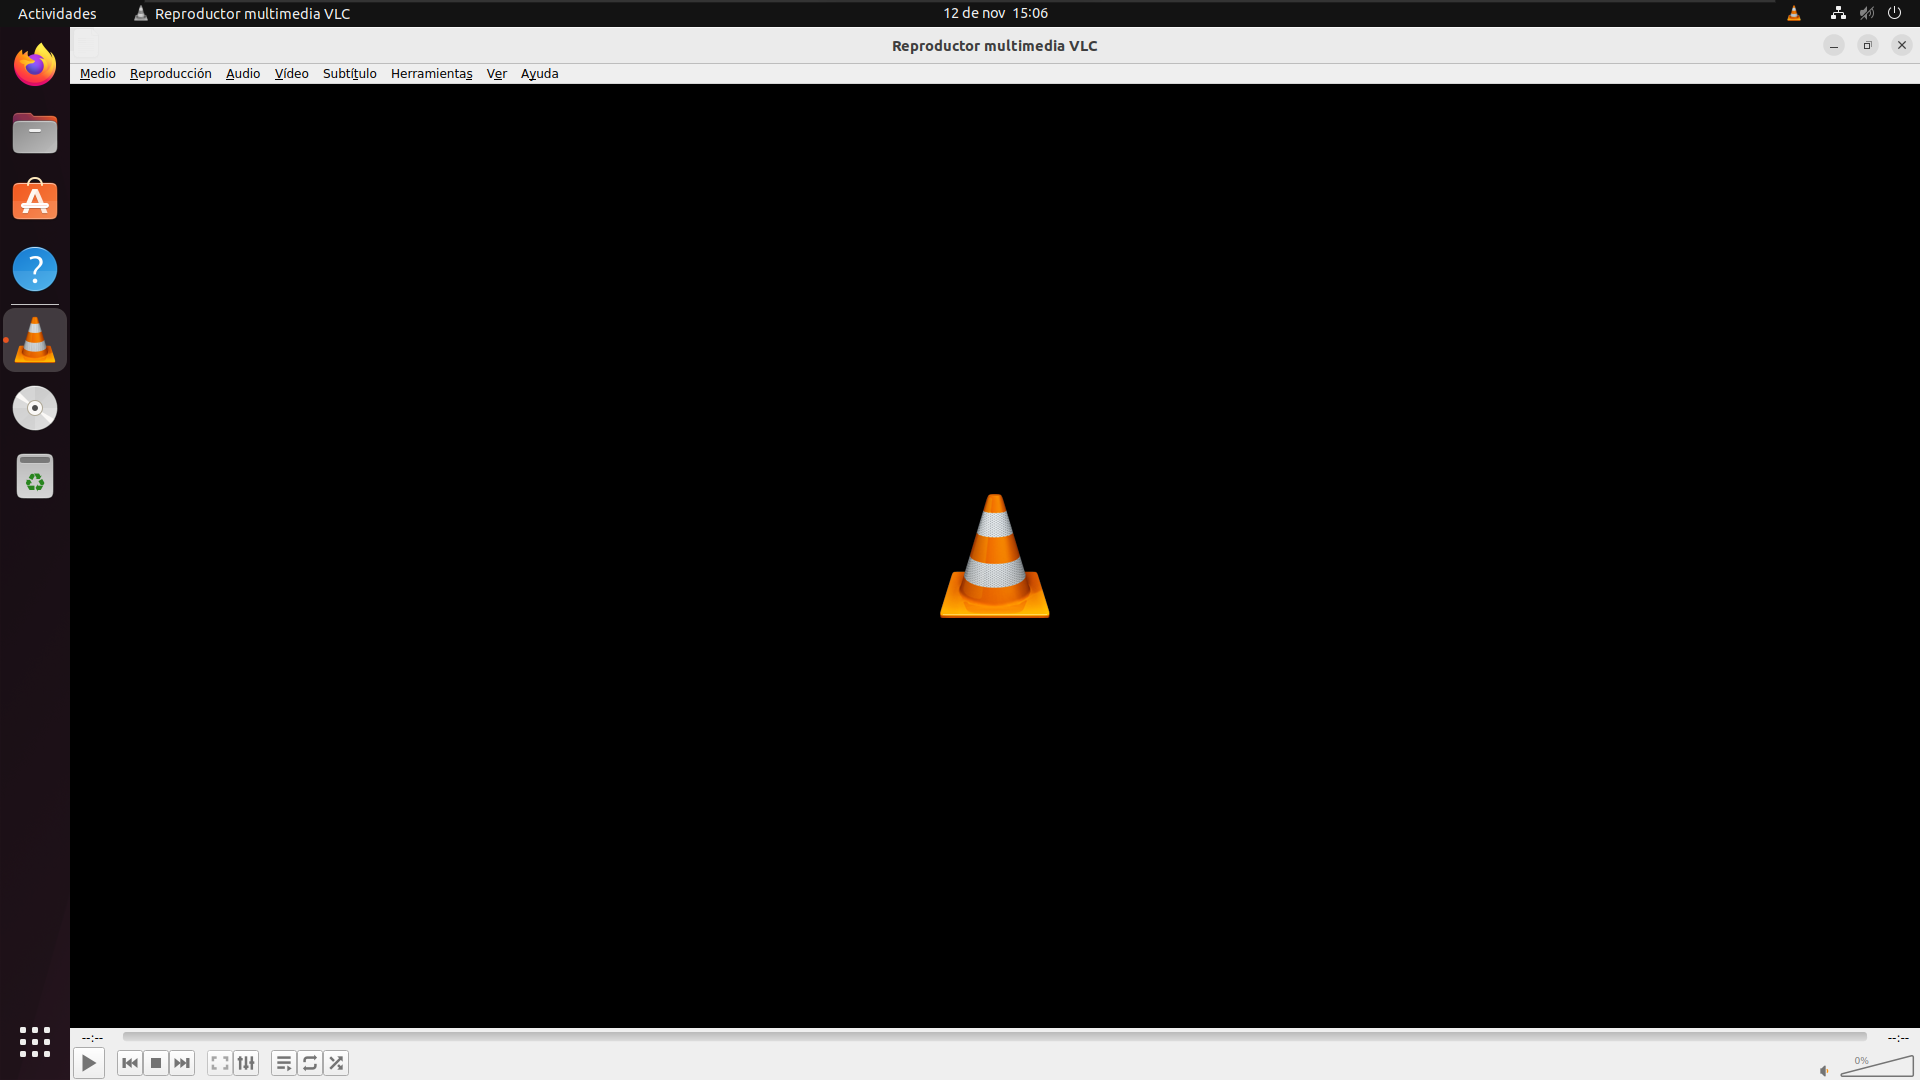 Actividades Reproductor multimedia VLC 12 de nov 15:06
Reproductor multimedia VLC
Medio Reproducción Audio Vídeo Subtítulo Herramientas Ver Ayuda
--:-- --:--
0%